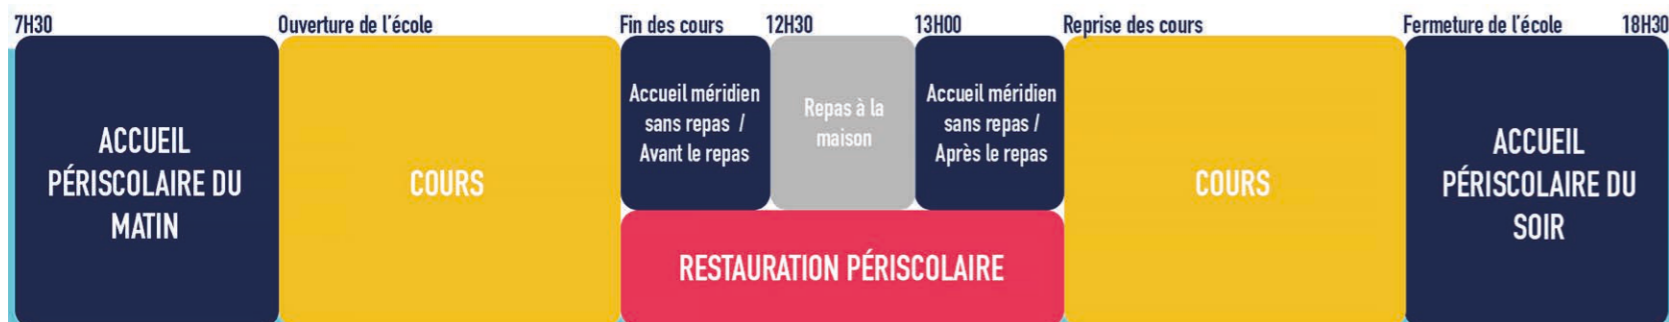 7H30 Ouverture de l'école Fin des cours 12H30 13H00 Reprise des cours Fermeture de l'école 18H30
ACCUEIL
PÉRISCOLAIRE DU
MATIN
COURS
Accueil méridien
sans repas /
Avant le repas
Repas à la
maison
Accueil méridien
sans repas /
Après le repas
RESTAURATION PÉRISCOLAIRE
COURS
ACCUEIL
PÉRISCOLAIRE DU
SOIR